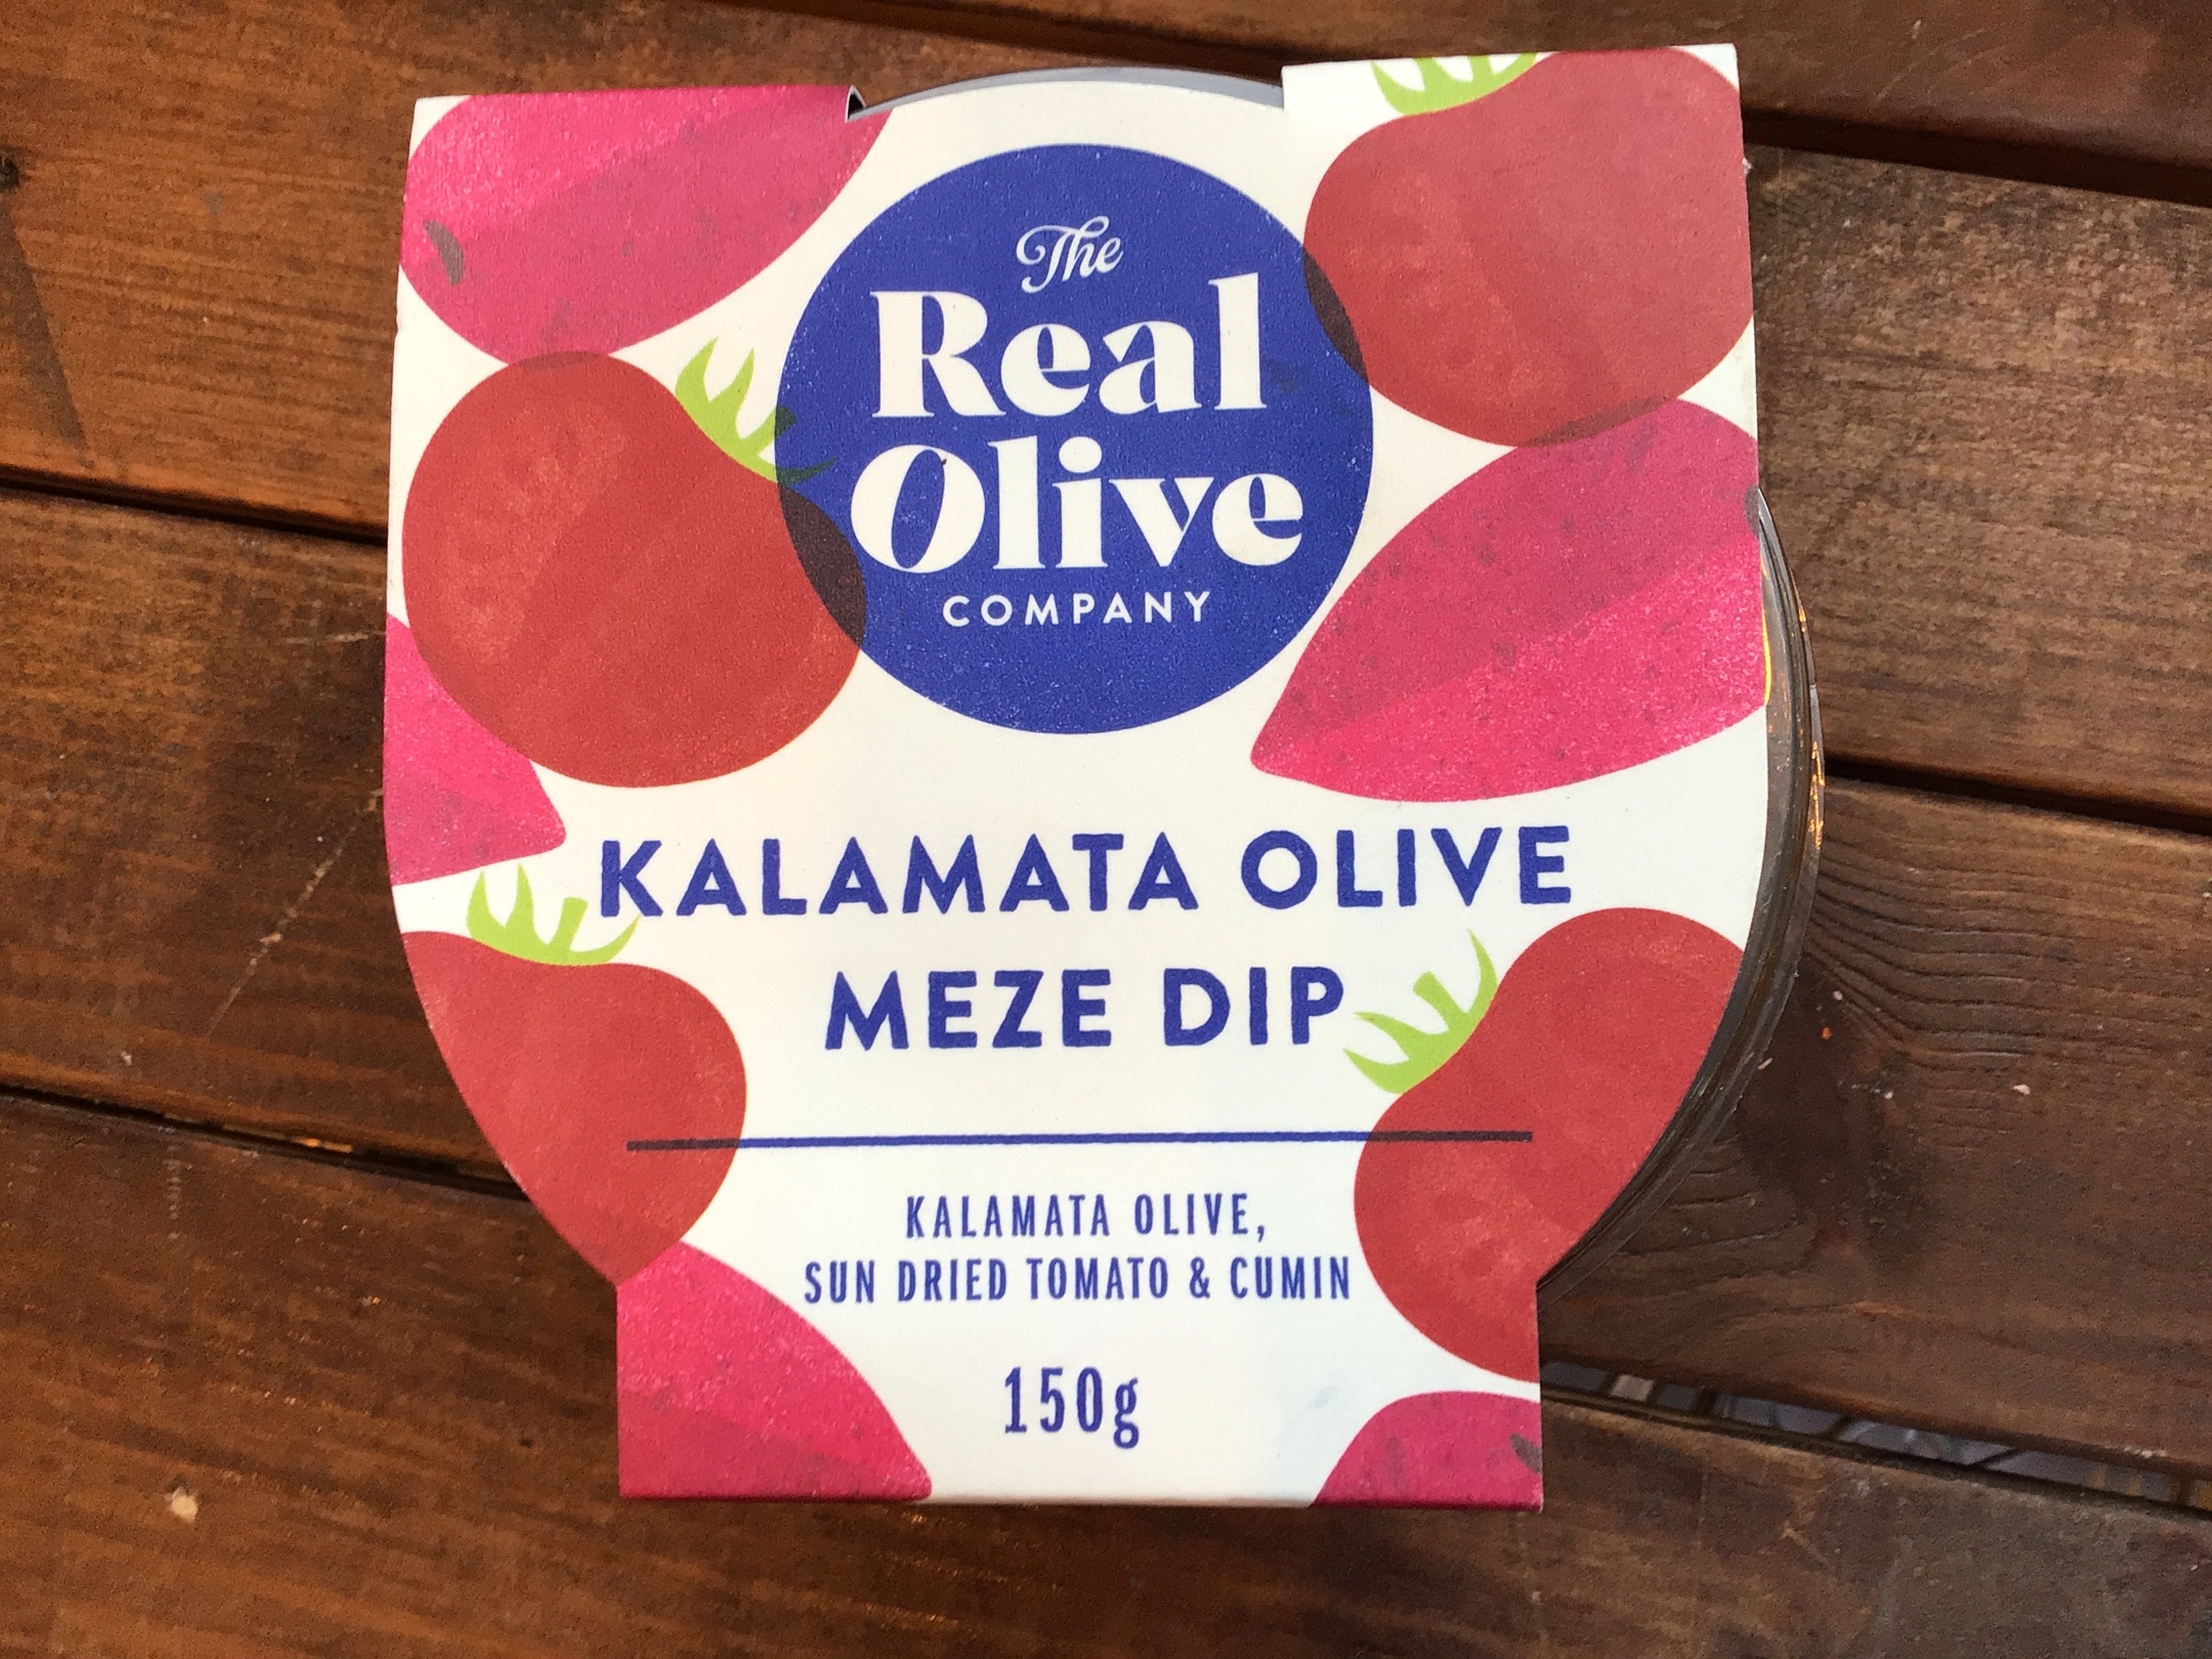 The
Real
Olive
COMPANY
KALAMATA OLIVE
MEZE DIP
KALAMATA OLIVE,
SUN DRIED TOMATO & CUMIN
150g